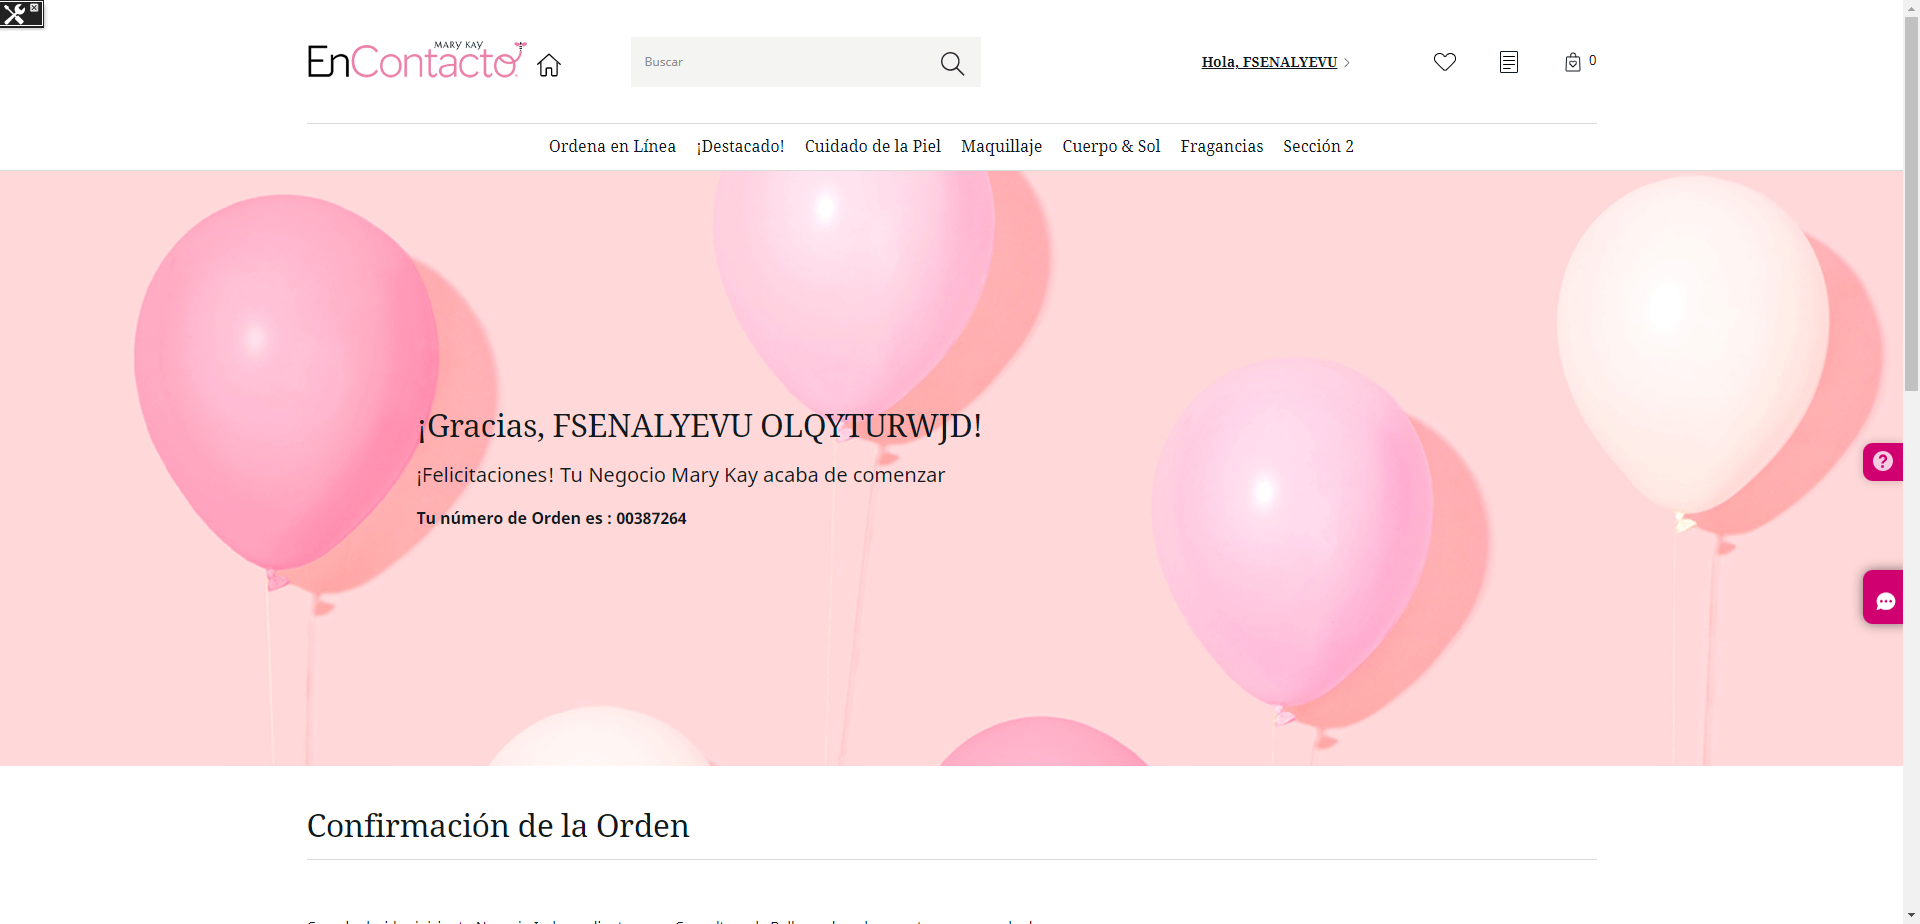 MARY KAY
EnContacto
Buscar
Hola, FSENALYEVU
0
Ordena en Línea ¡Destacado! Cuidado de la Piel Maquillaje Cuerpo & Sol Fragancias Sección 2
¡Gracias, FSENALYEVU OLQYTURWJD!
¡Felicitaciones! Tu Negocio Mary Kay acaba de comenzar
Tu número de Orden es : 00387264
Confirmación de la Orden